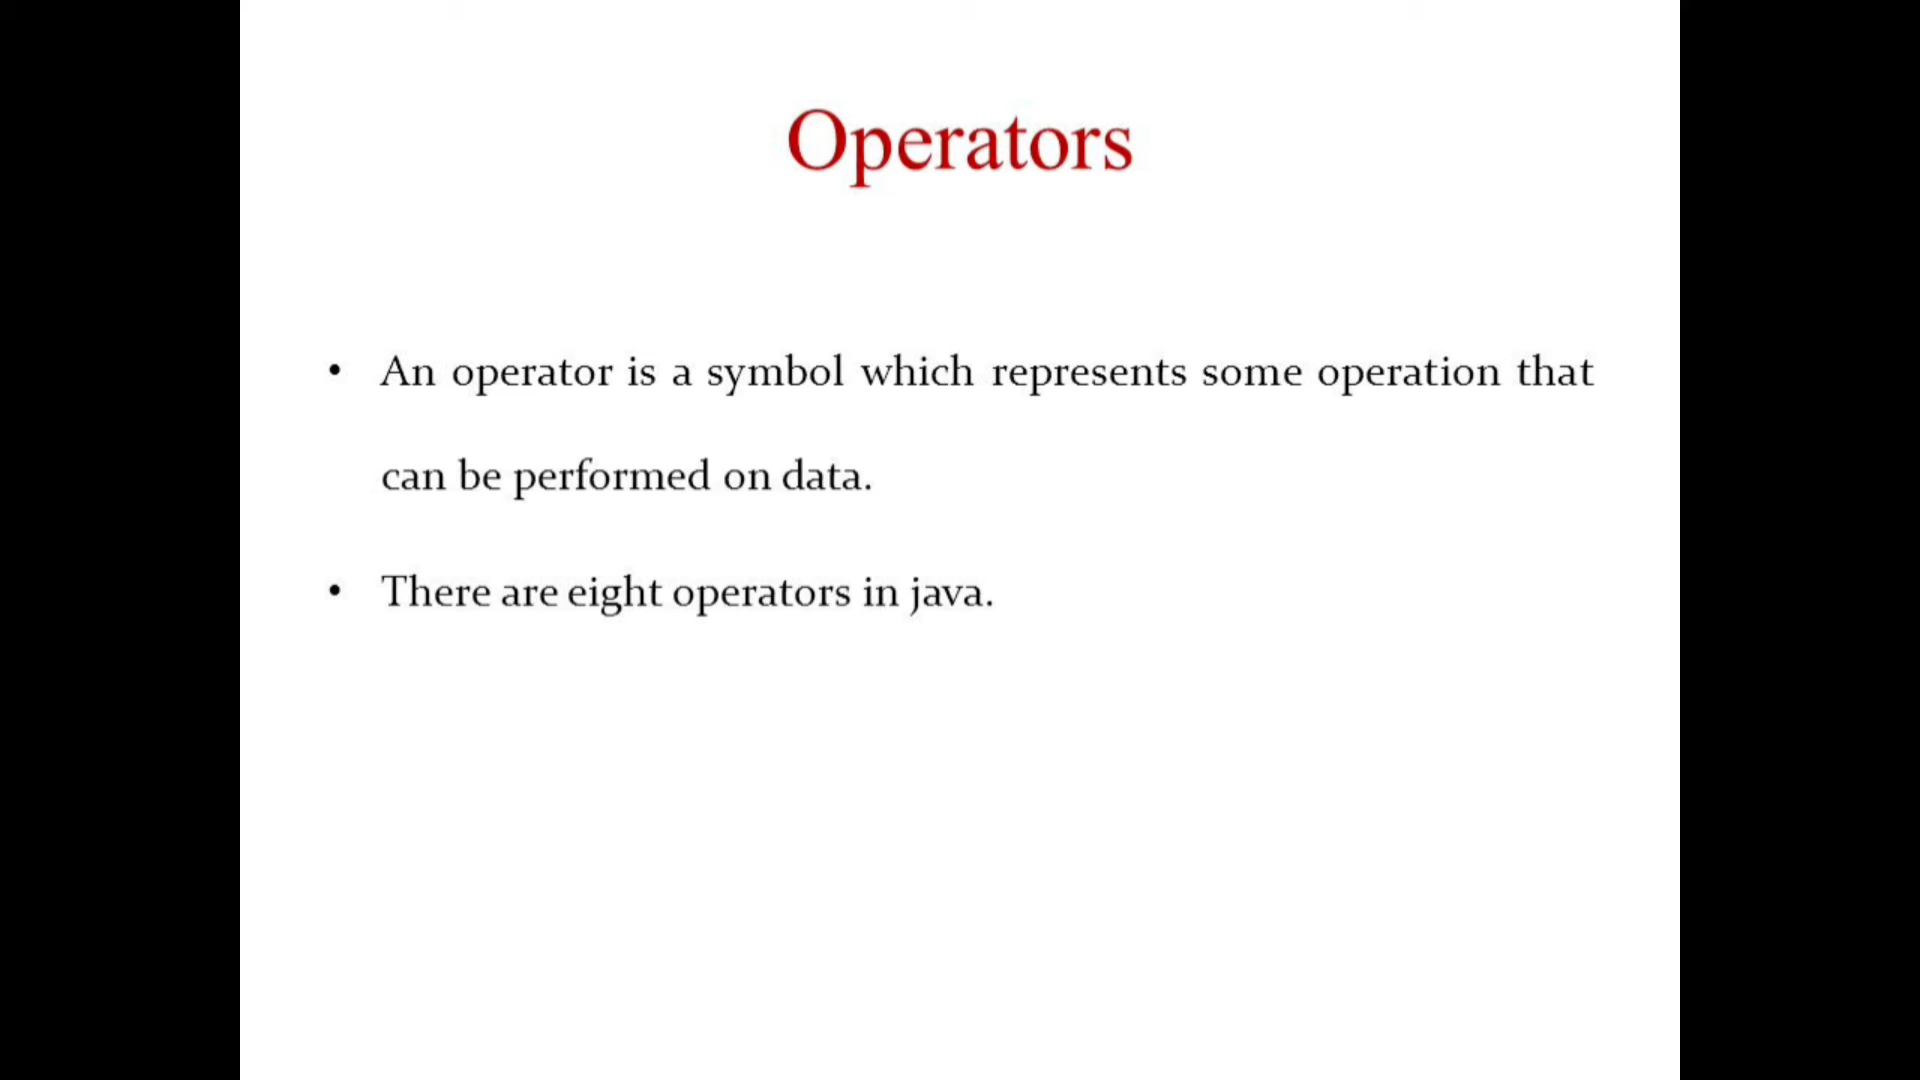 Operators
• An operator is a symbol which represents some operation that
can be performed on data.
• There are eight operators in java.